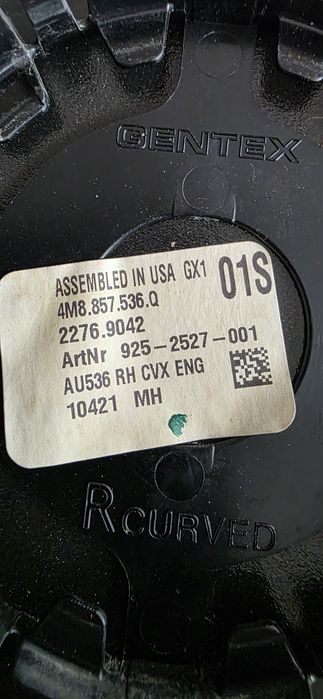 GENTEX
ASSEMBLED IN USA GX1 01S
4M8.857.536.Q
2276.9042
ArtNr 925-2527-001
AU536 RH CVX ENG
10421 MH
R CURVED